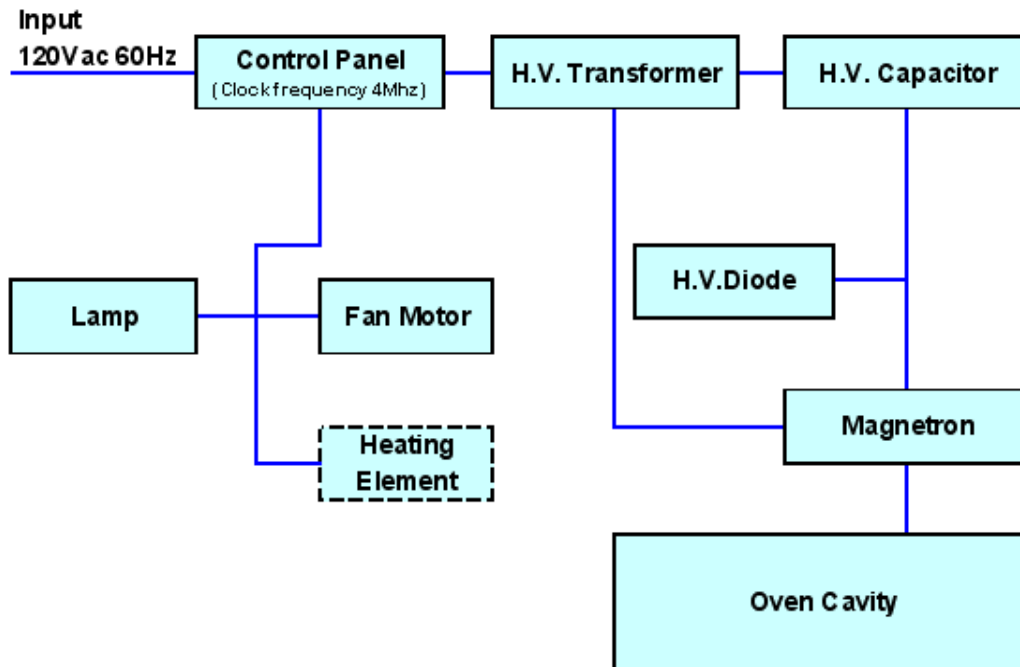 Input
120Vac 60Hz
Control Panel
(Clock frequency 4Mhz)
H.V. Transformer
H.V. Capacitor
H.V.Diode
Lamp
Fan Motor
Magnetron
Heating
Element
Oven Cavity